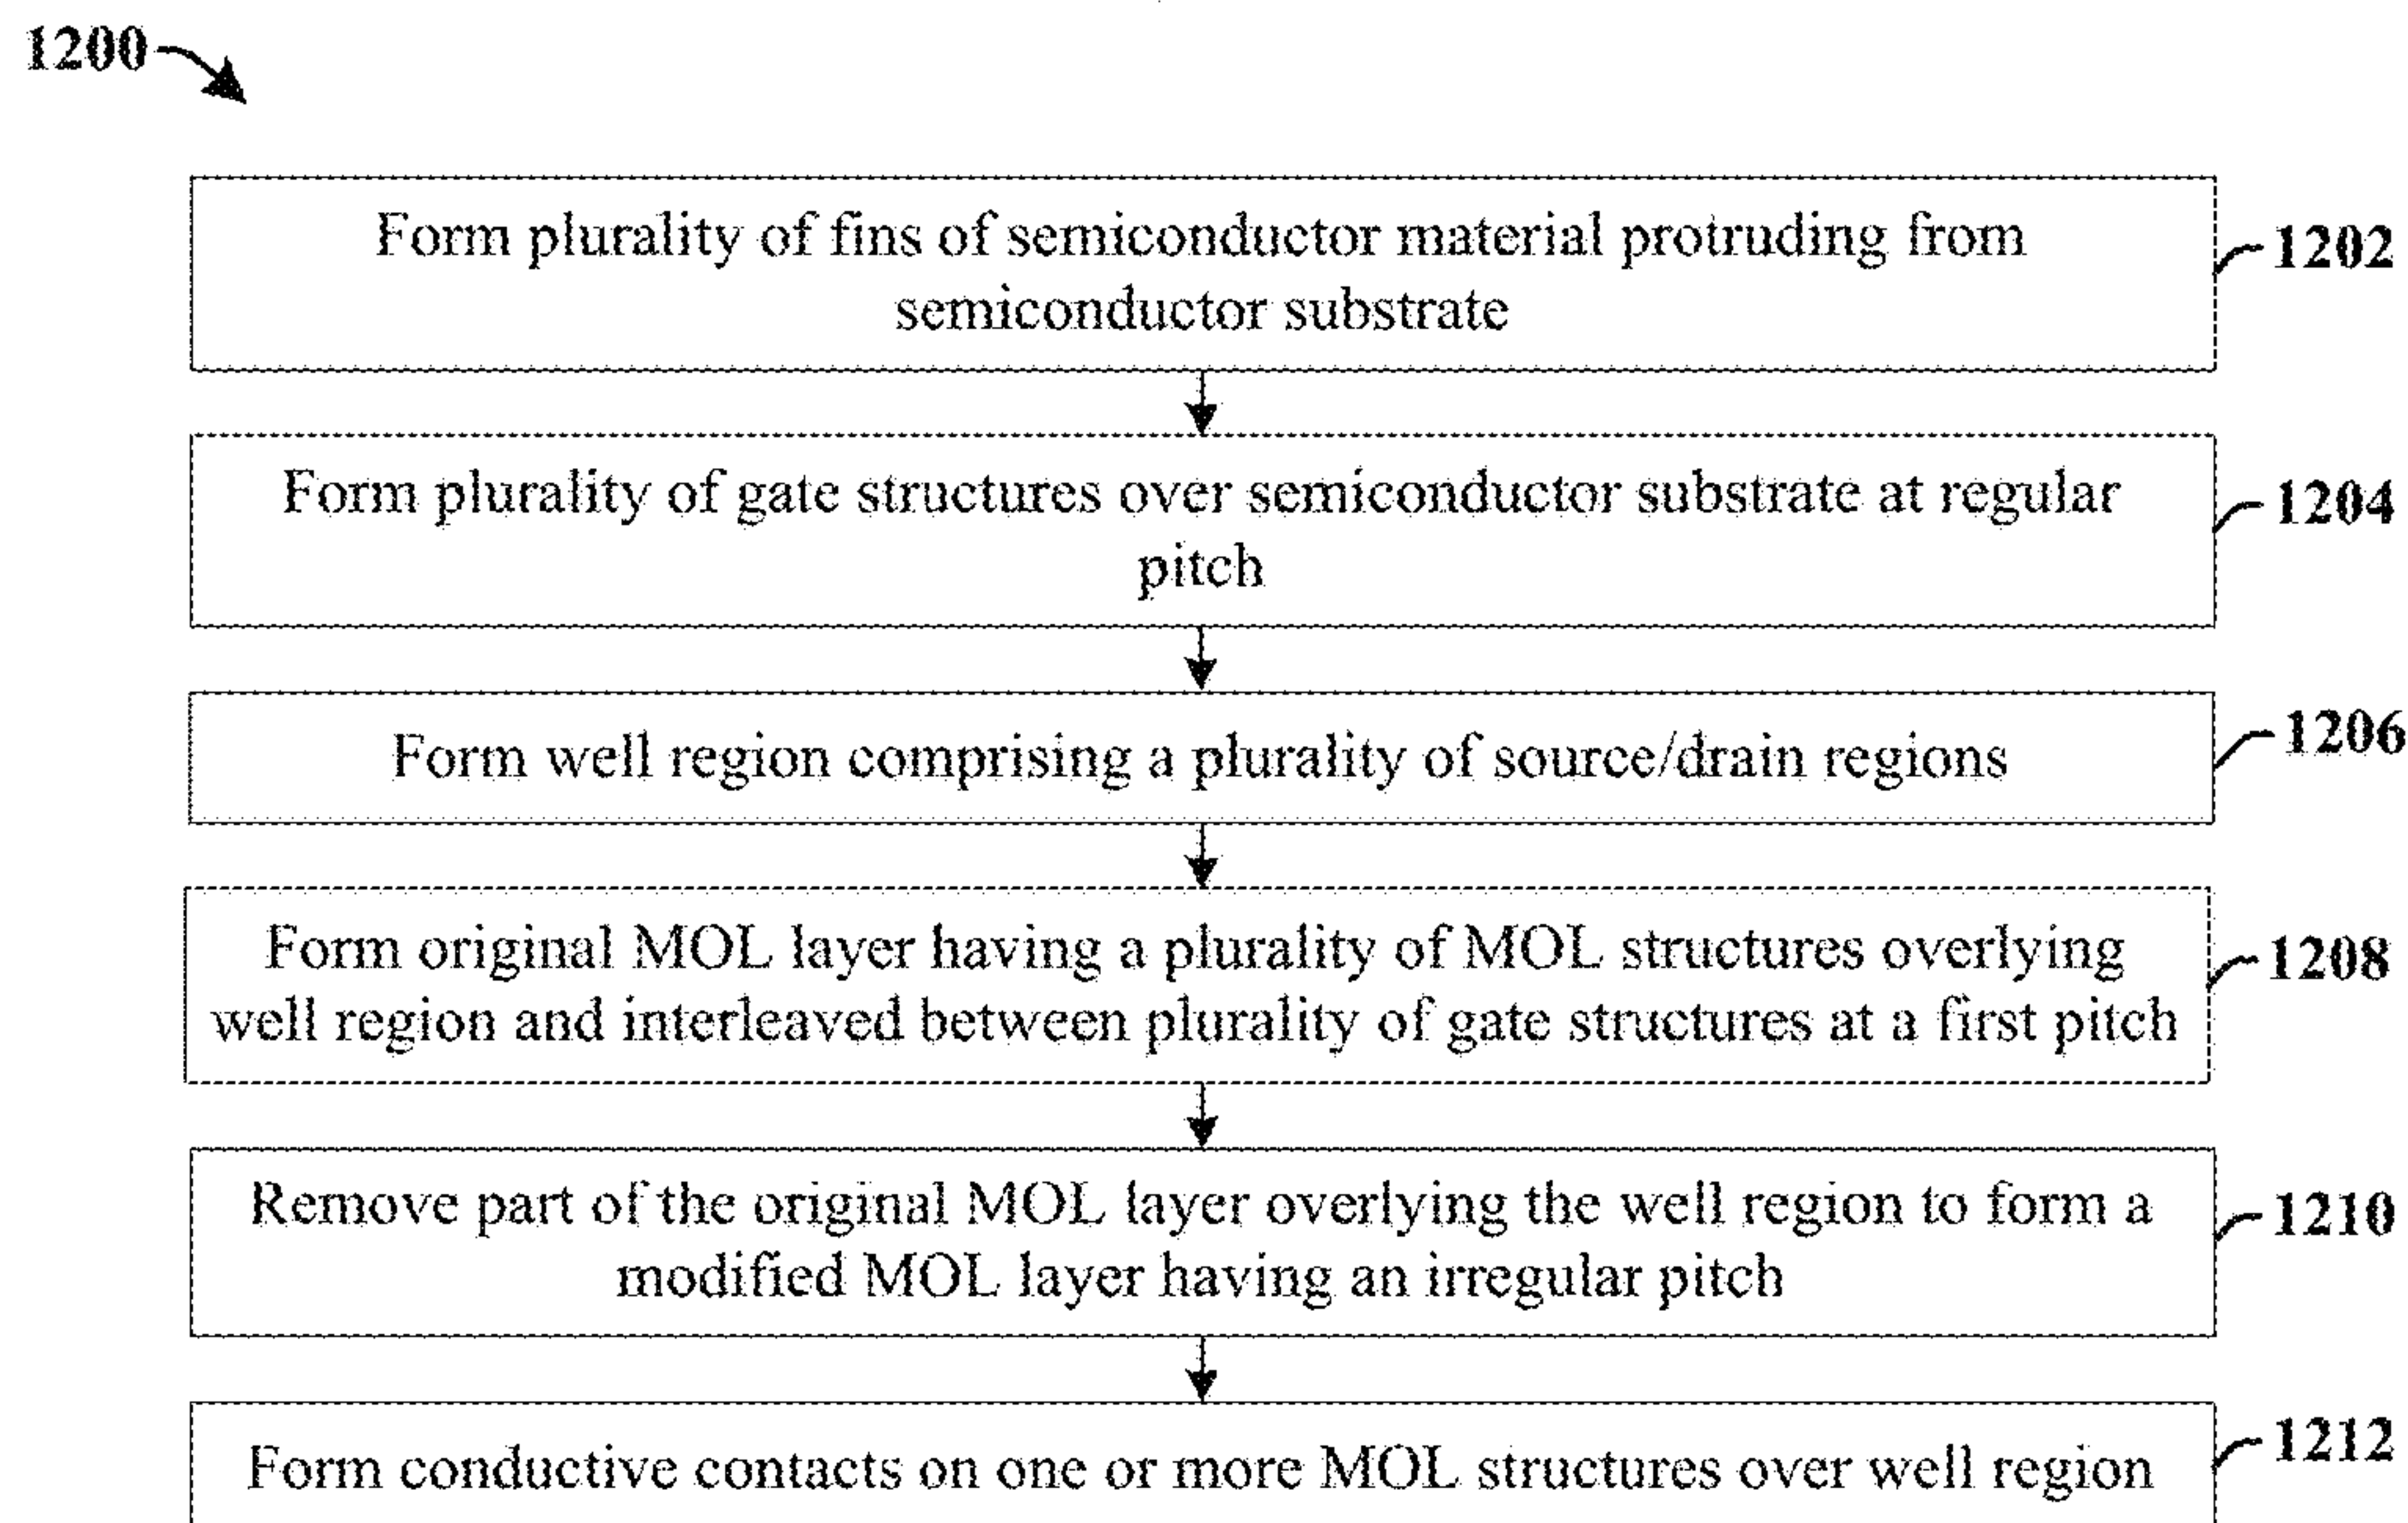 1200
Form plurality of fins of semiconductor material protruding from
semiconductor substrate
1202
Form plurality of gate structures over semiconductor substrate at regular
pitch
1204
Form well region comprising a plurality of source/drain regions
1206
Form original MOL layer having a plurality of MOL structures overlying
well region and interleaved between plurality of gate structures at a first pitch
1208
Remove part of the original MOL layer overlying the well region to form a
modified MOL layer having an irregular pitch
1210
Form conductive contacts on one or more MOL structures over well region
1212